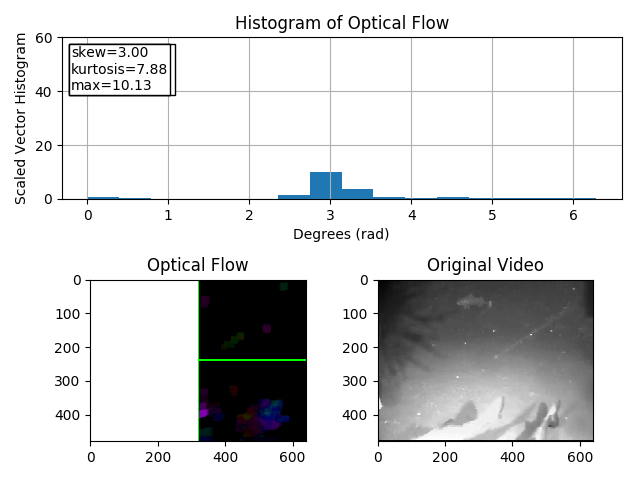 Histogram of Optical Flow
60
40
20
0
Scaled Vector Histogram
skew=3.00
kurtosis=7.88
max=10.13
0 1 2 3 4 5 6
Degrees (rad)
Optical Flow
0
100
200
300
400
0 200 400 600
Original Video
0
100
200
300
400
0 200 400 600